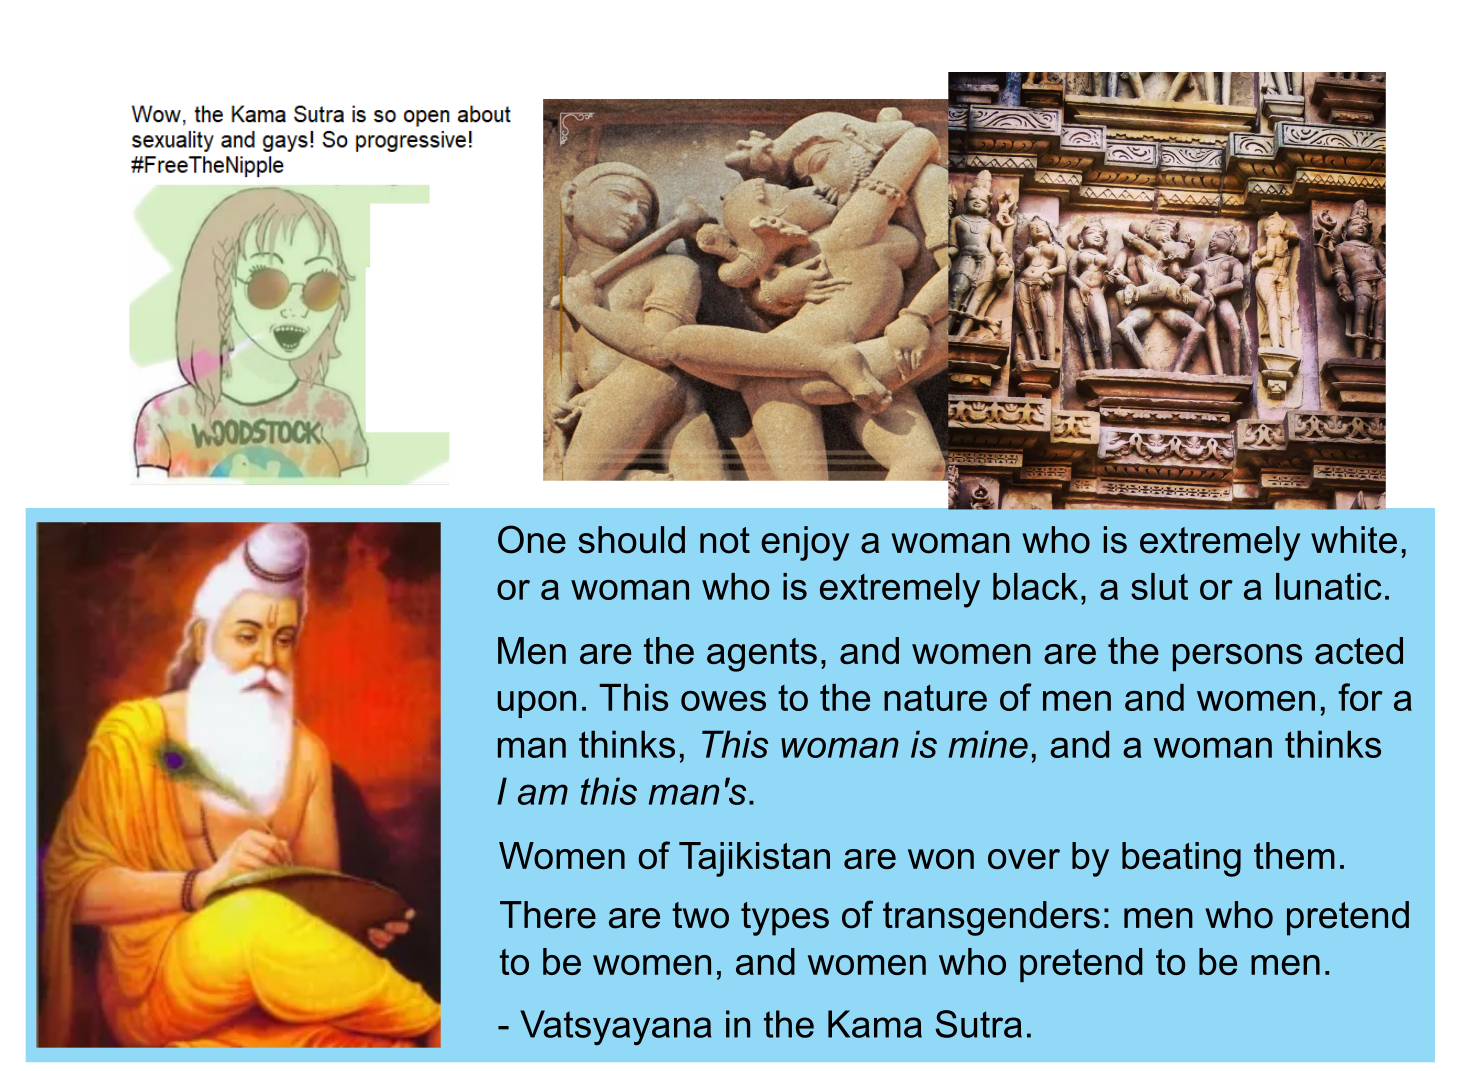 Wow, the Kama Sutra is so open about
sexuality and gays! So progressive!
#FreeTheNipple
WOODSTOCK
One should not enjoy a woman who is extremely white,
or a woman who is extremely black, a slut or a lunatic.
Men are the agents, and women are the persons acted
upon. This owes to the nature of men and women, for a
man thinks, This woman is mine, and a woman thinks
I am this man's.
Women of Tajikistan are won over by beating them.
There are two types of transgenders: men who pretend
to be women, and women who pretend to be men.
- Vatsyayana in the Kama Sutra.